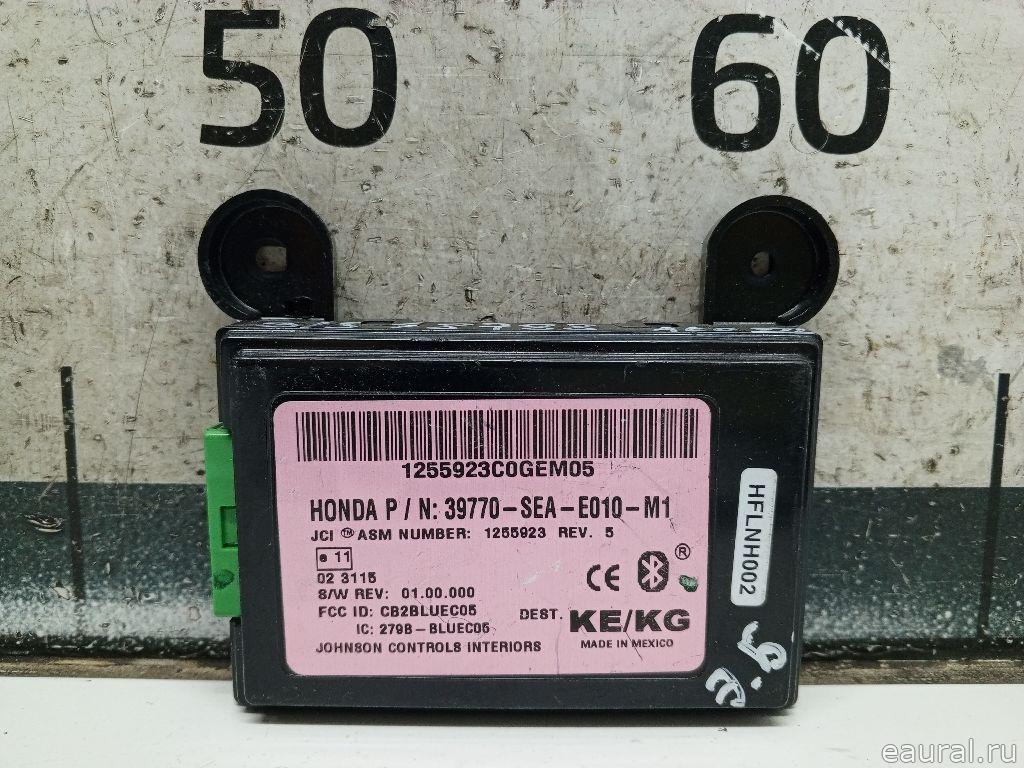 50 60
1255923C0GEM05
HONDA P / N: 39770-SEA-E010-M1
JCI ™ ASM NUMBER: 1255923 REV. 5
e 11
02 3115
S/W REV: 01.00.000
FCC ID: CB2BLUEC05
IC: 279B-BLUEC05
JOHNSON CONTROLS INTERIORS
CE ®
DEST. KE/KG
MADE IN MEXICO
HFLNH002
eaural.ru